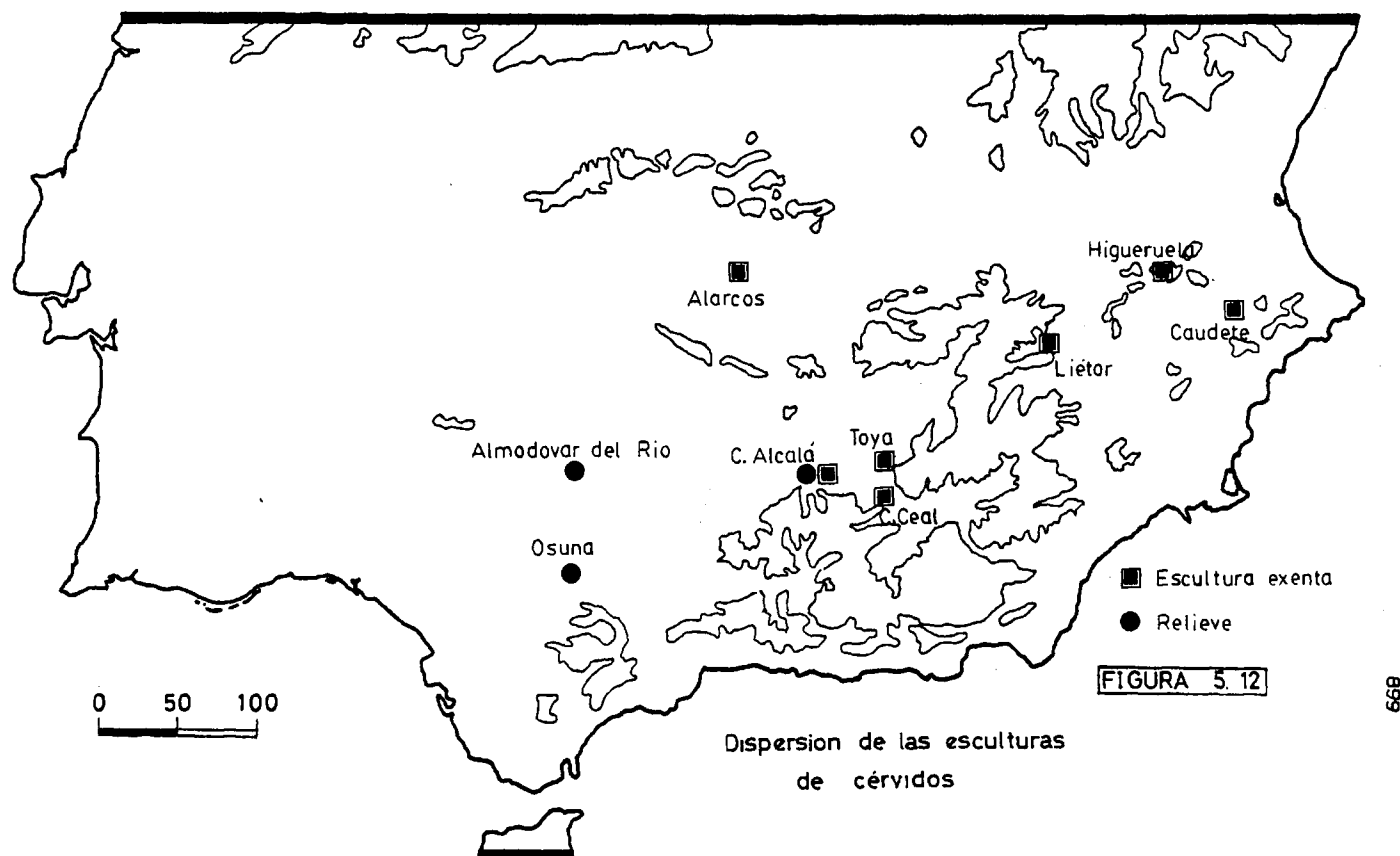 Higueruela
Alarcos
Caudete
Liétor
Almodovar del Rio
C. Alcalá
Toya
C. Ceal
Osuna
Escultura exenta
Relieve
FIGURA 5.12
0 50 100
Dispersion de las esculturas
de cérvidos
899